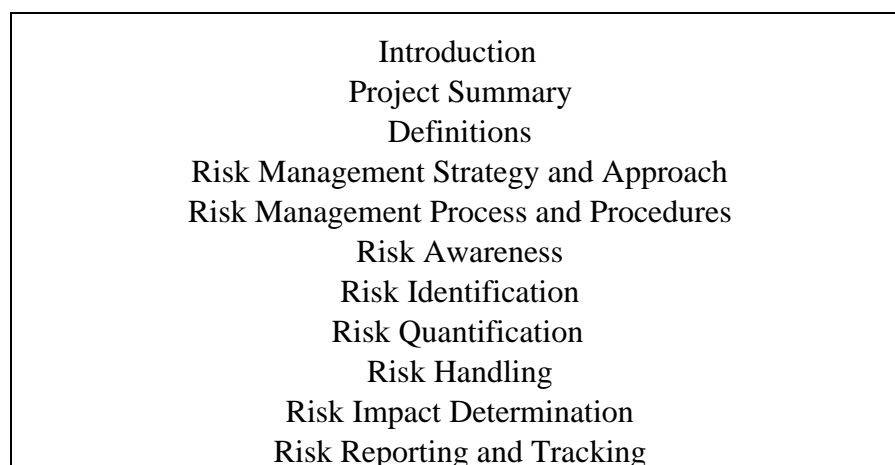 Introduction
Project Summary
Definitions
Risk Management Strategy and Approach
Risk Management Process and Procedures
Risk Awareness
Risk Identification
Risk Quantification
Risk Handling
Risk Impact Determination
Risk Reporting and Tracking